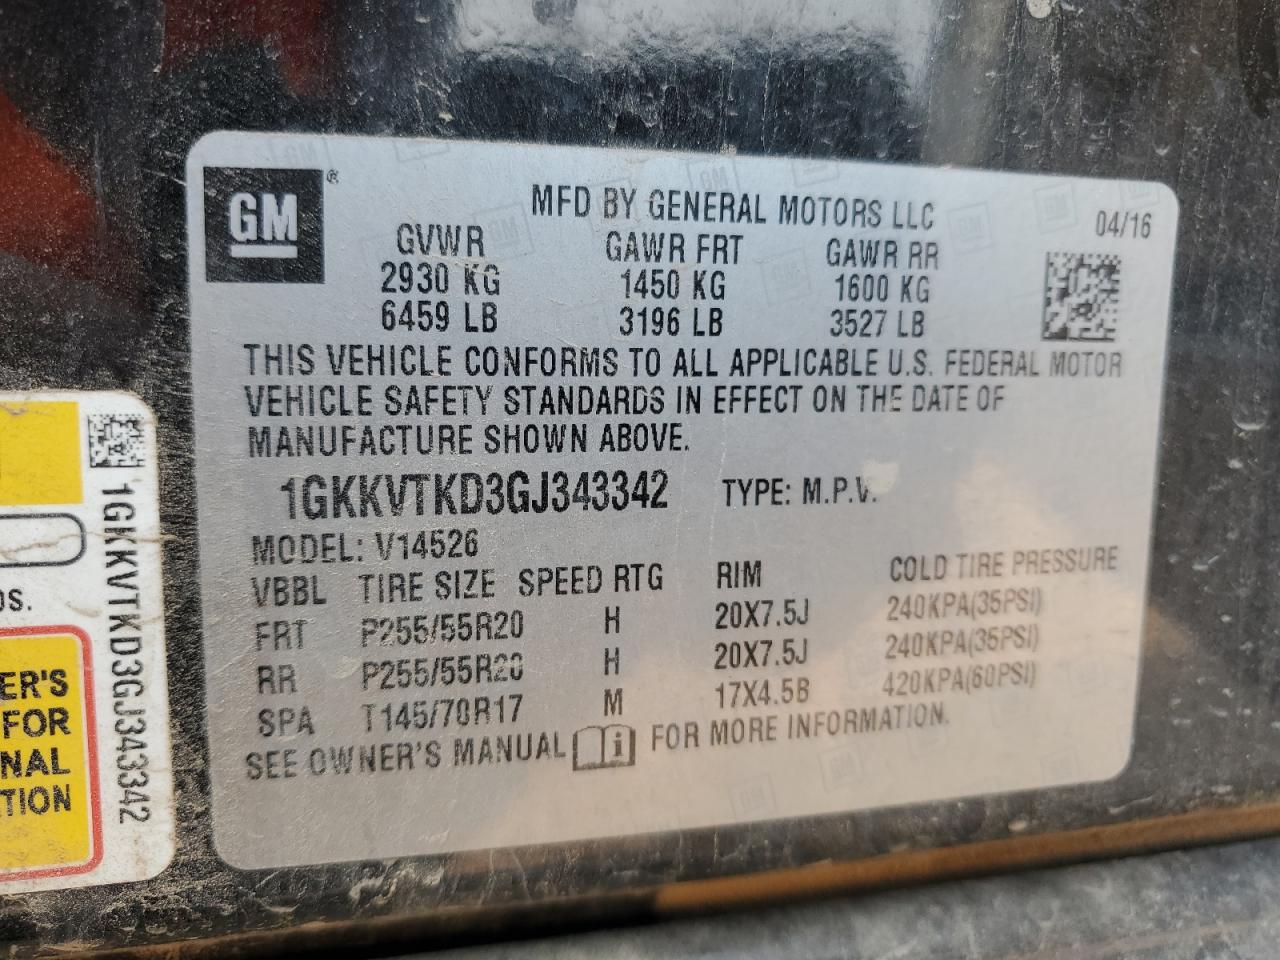 GM®
MFD BY GENERAL MOTORS LLC
04/16
GVWR GAWR FRT GAWR RR
2930 KG 1450 KG 1600 KG
6459 LB 3196 LB 3527 LB
THIS VEHICLE CONFORMS TO ALL APPLICABLE U.S. FEDERAL MOTOR
VEHICLE SAFETY STANDARDS IN EFFECT ON THE DATE OF
MANUFACTURE SHOWN ABOVE.
1GKKVTKD3GJ343342 TYPE: M.P.V.
MODEL: V14526
VBBL TIRE SIZE SPEED RTG RIM COLD TIRE PRESSURE
FRT P255/55R20 H 20X7.5J 240KPA(35PSI)
RR P255/55R20 H 20X7.5J 240KPA(35PSI)
SPA T145/70R17 M 17X4.5B 420KPA(60PSI)
SEE OWNER'S MANUAL i FOR MORE INFORMATION.
1GKKVTKD3GJ343342
OS.
ER'S
FOR
NAL
TION